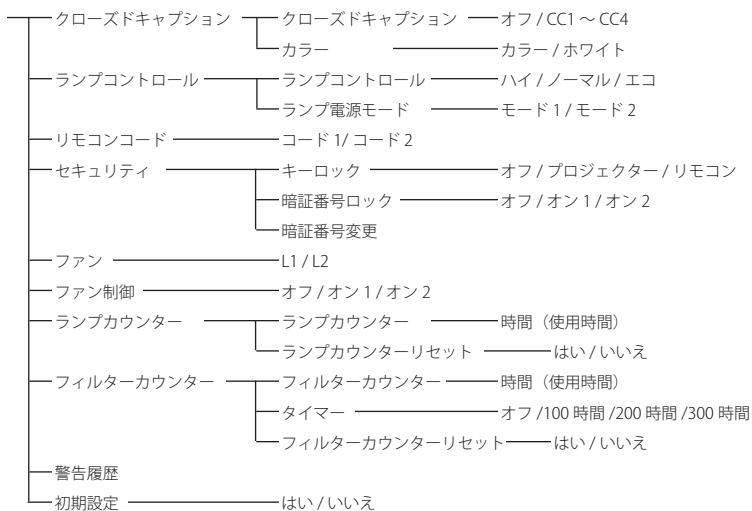 クローズドキャプション クローズドキャプション オフ / CC1 ～ CC4
カラー カラー / ホワイト
ランプコントロール ランプコントロール ハイ / ノーマル / エコ
ランプ電源モード モード 1 / モード 2
リモコンコード コード 1/ コード 2
セキュリティ キーロック オフ / プロジェクター / リモコン
暗証番号ロック オフ / オン 1 / オン 2
暗証番号変更
ファン L1 / L2
ファン制御 オフ / オン 1 / オン 2
ランプカウンター ランプカウンター 時間（使用時間）
ランプカウンターリセット はい / いいえ
フィルターカウンター フィルターカウンター 時間（使用時間）
タイマー オフ /100 時間 /200 時間 /300 時間
フィルターカウンターリセット はい / いいえ
警告履歴
初期設定 はい / いいえ